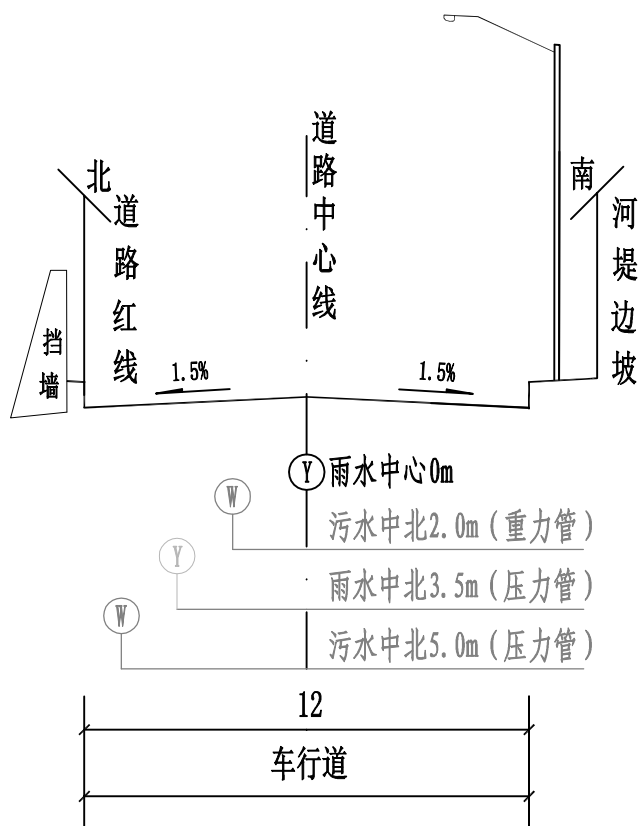 北
道路红线
道路中心线
南
河堤边坡
挡墙
1.5%
1.5%
Y
雨水中心0m
W
污水中北2.0m(重力管)
Y
雨水中北3.5m(压力管)
W
污水中北5.0m(压力管)
12
车行道